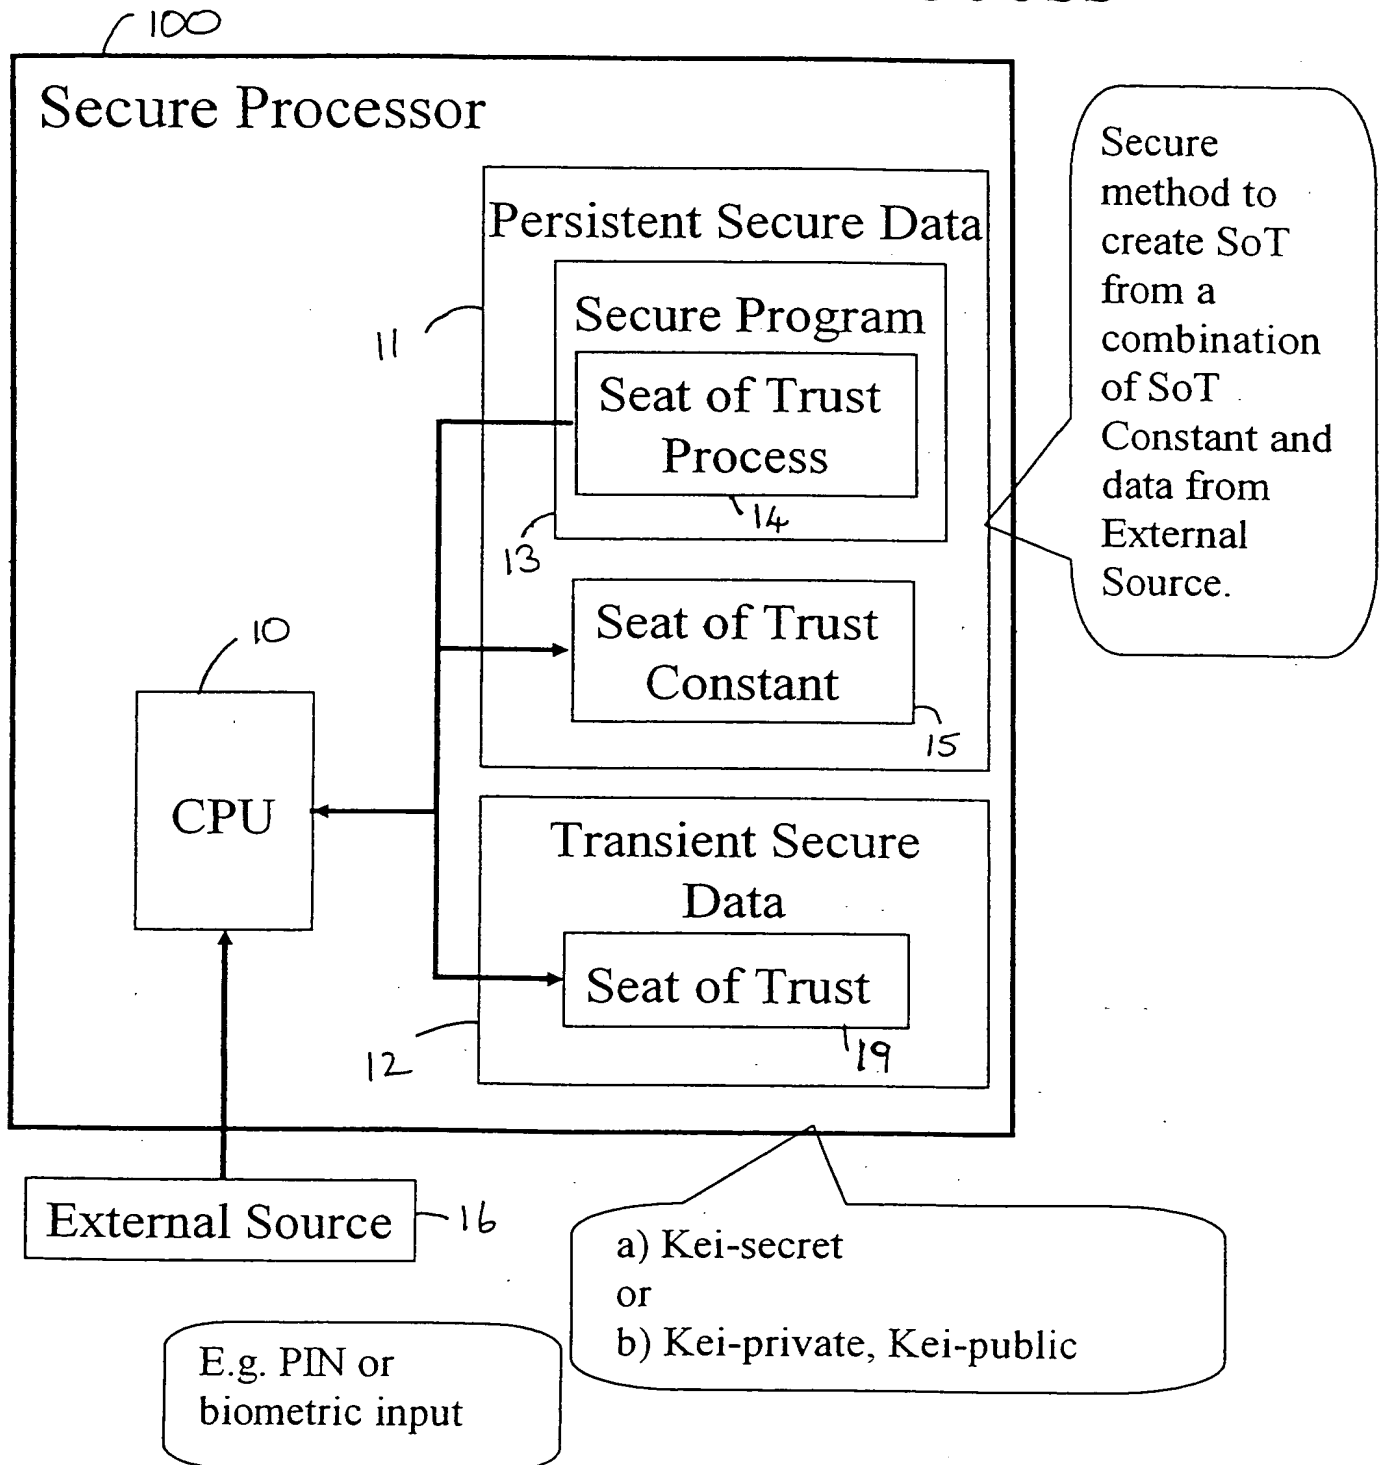 100
Secure Processor
Persistent Secure Data
Secure Program
Seat of Trust
Process
14
13
11
Seat of Trust
Constant
15
10
CPU
Transient Secure
Data
Seat of Trust
19
12
External Source
16
Secure
method to
create SoT
from a
combination
of SoT
Constant and
data from
External
Source.
a) Kei-secret
or
b) Kei-private, Kei-public
E.g. PIN or
biometric input